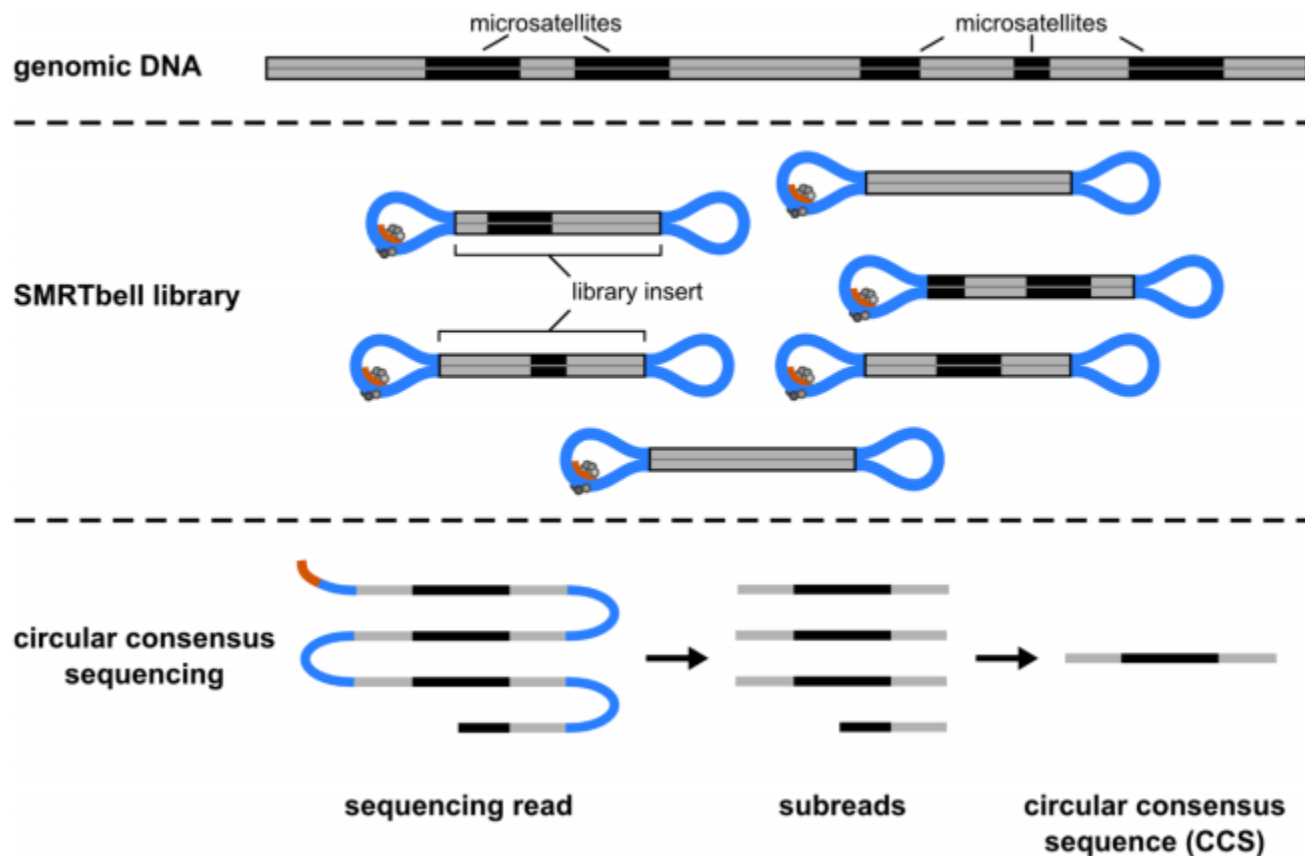 microsatellites
microsatellites
genomic DNA
SMRTbell library
library insert
circular consensus
sequencing
sequencing read
subreads
circular consensus
sequence (CCS)